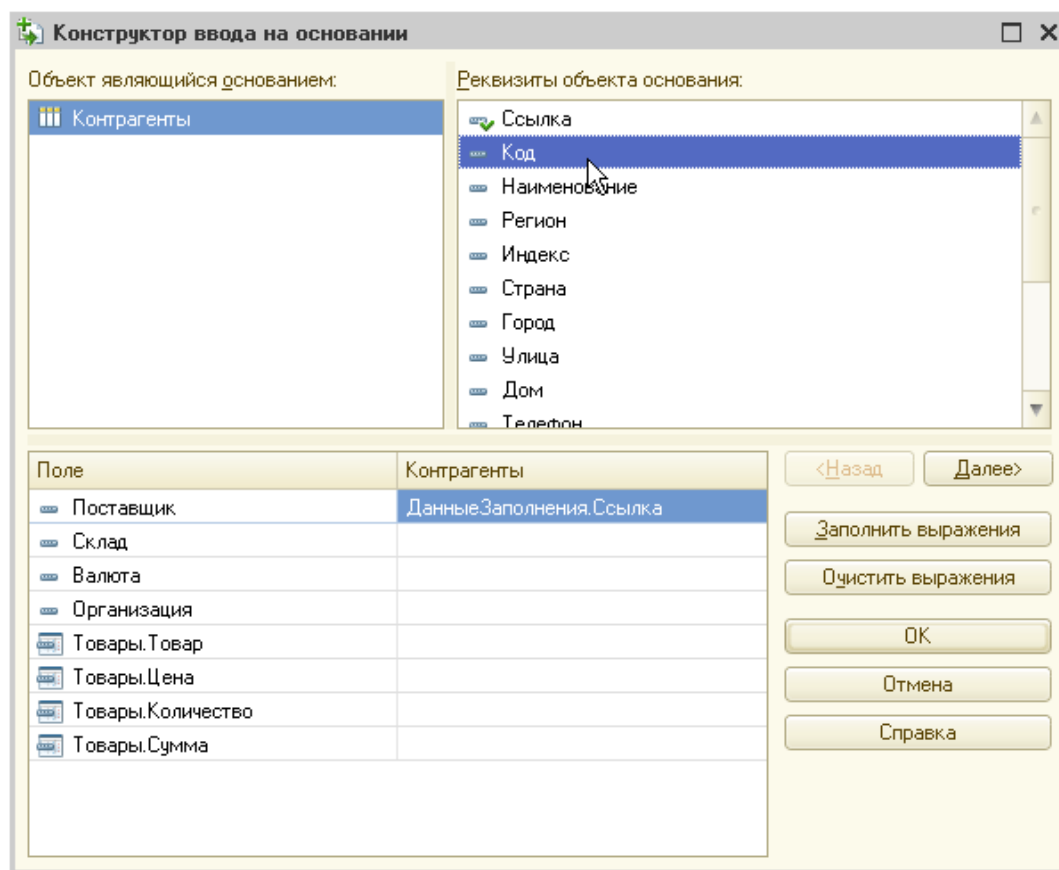 Конструктор ввода на основании
Объект являющийся основанием:
Реквизиты объекта основания:
Контрагенты
Ссылка
Код
Наименование
Регион
Индекс
Страна
Город
Улица
Дом
Телефон
Поле Контрагенты
Поставщик ДанныеЗаполнения.Ссылка
Склад
Валюта
Организация
Товары.Товар
Товары.Цена
Товары.Количество
Товары.Сумма
<Назад Далее>
Заполнить выражения
Очистить выражения
OK
Отмена
Справка